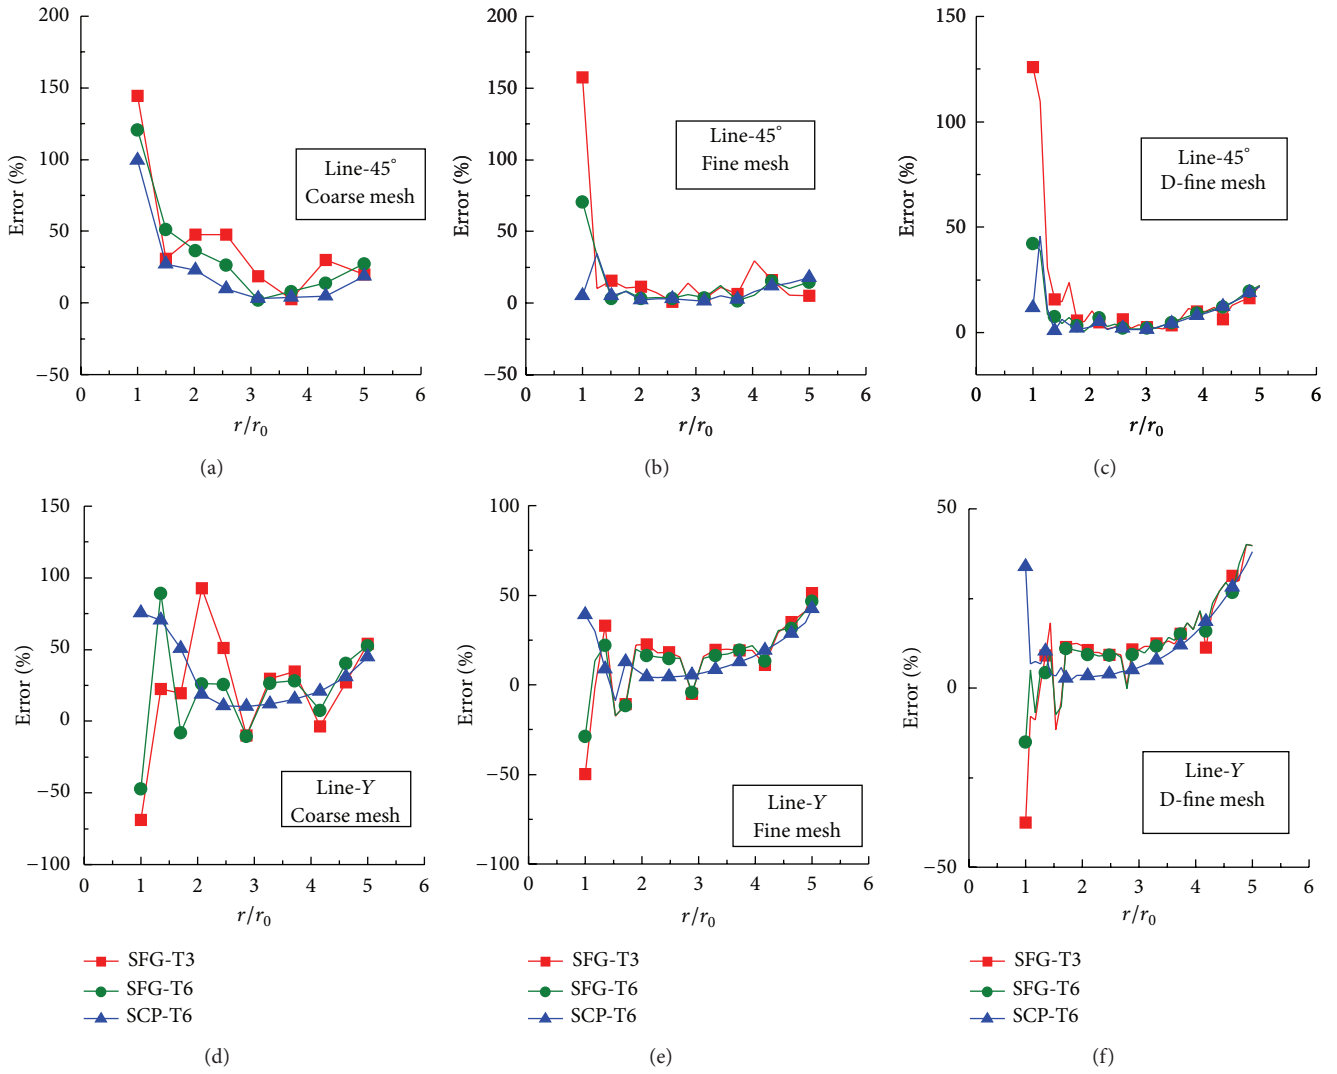 200
150
100
50
0
−50
Error (%)
Line-45°
Coarse mesh
0 1 2 3 4 5 6
r/r0
(a)
200
150
100
50
0
−50
Error (%)
Line-45°
Fine mesh
0 1 2 3 4 5 6
r/r0
(b)
150
100
50
0
Error (%)
Line-45°
D-fine mesh
0 1 2 3 4 5 6
r/r0
(c)
150
100
50
0
−50
−100
Error (%)
Line-Y
Coarse mesh
0 1 2 3 4 5 6
r/r0
SFG-T3
SFG-T6
SCP-T6
(d)
100
50
0
−50
−100
Error (%)
Line-Y
Fine mesh
0 1 2 3 4 5 6
r/r0
SFG-T3
SFG-T6
SCP-T6
(e)
50
0
−50
Error (%)
Line-Y
D-fine mesh
0 1 2 3 4 5 6
r/r0
SFG-T3
SFG-T6
SCP-T6
(f)